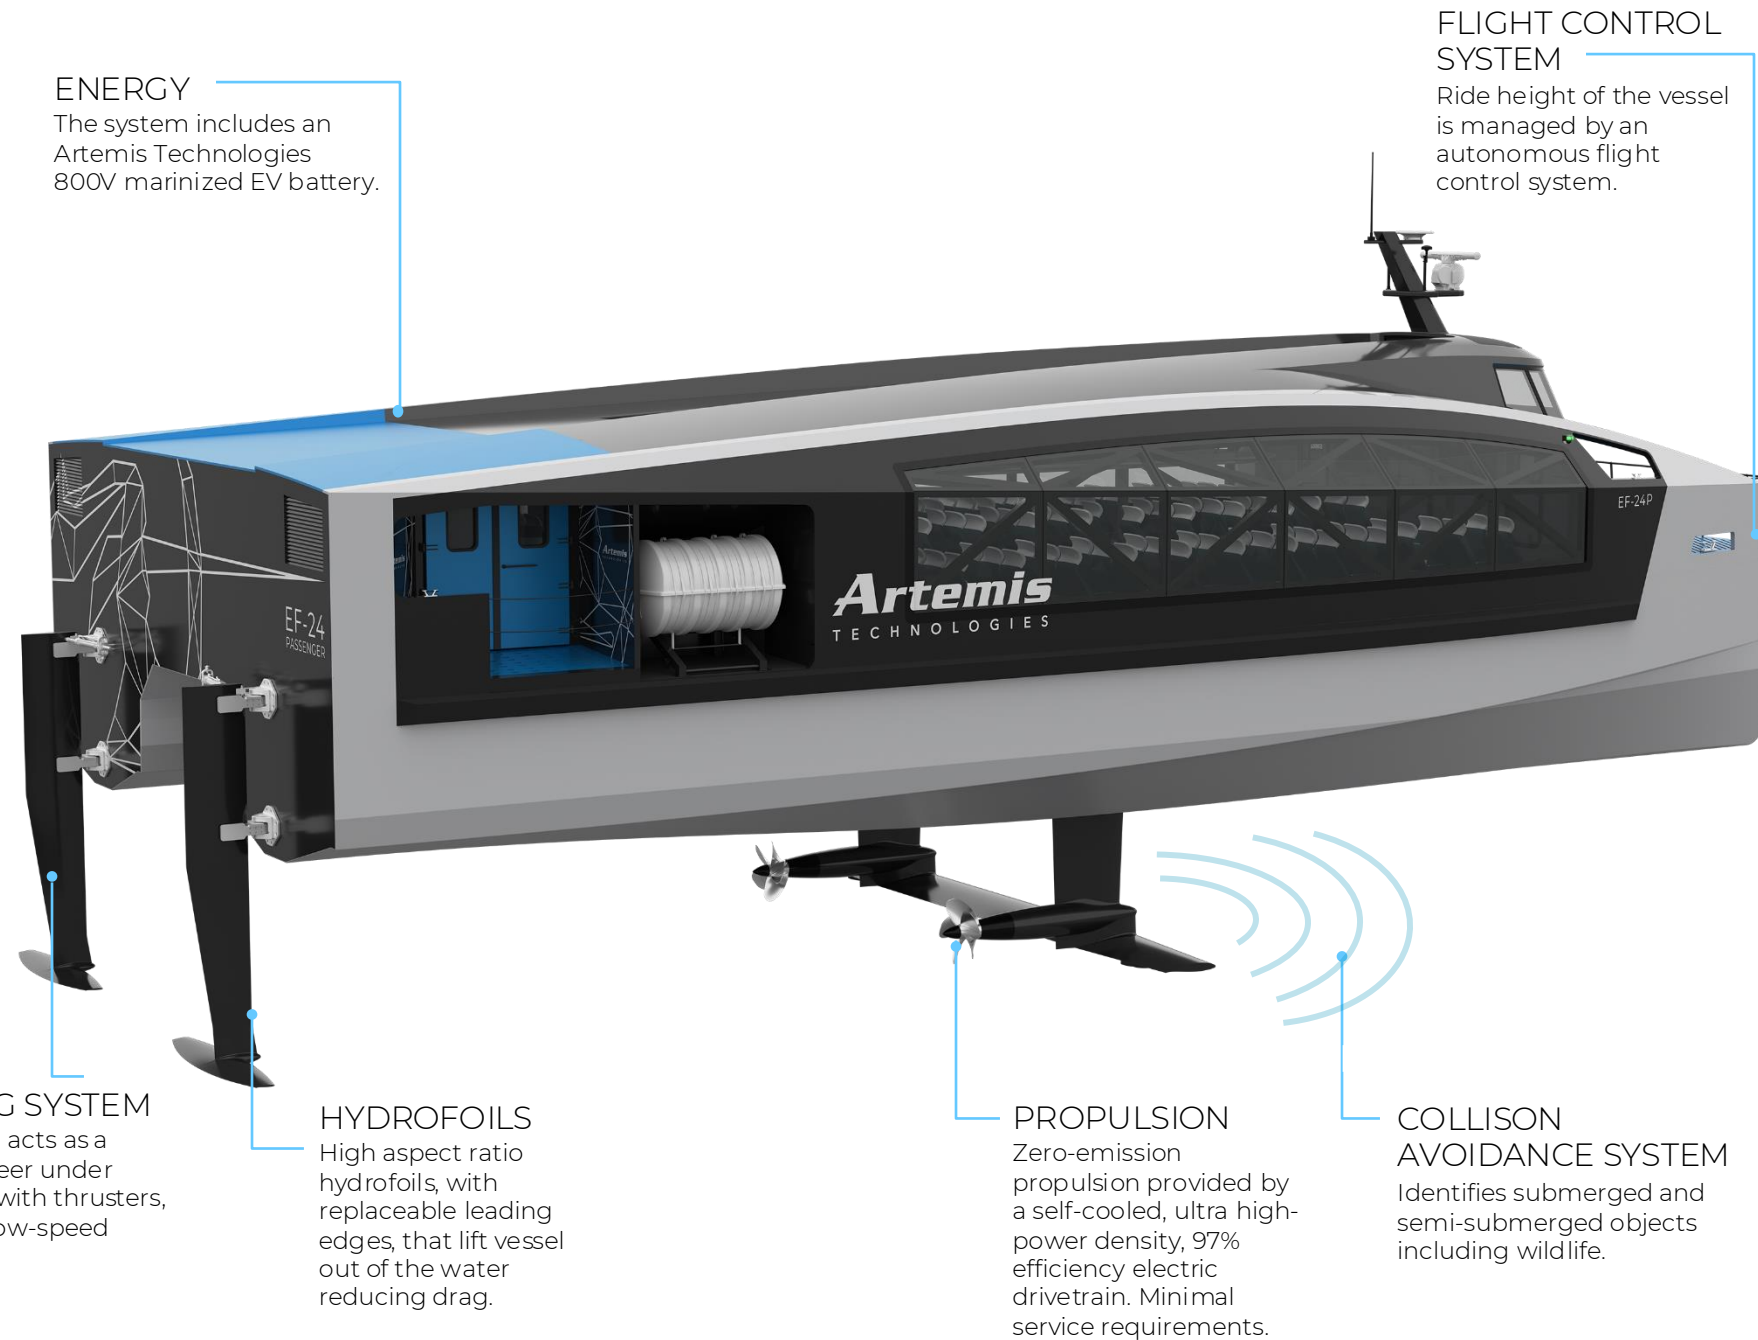 FLIGHT CONTROL
SYSTEM
Ride height of the vessel
is managed by an
autonomous flight
control system.
ENERGY
The system includes an
Artemis Technologies
800V marinized EV battery.
EF-24P
Artemis
Artemis
TECHNOLOGIES
EF-24
PASSENGER
SYSTEM
acts as a
under
with thrusters,
HYDROFOILS
High aspect ratio
hydrofoils, with
replaceable leading
edges, that lift vessel
out of the water
reducing drag.
PROPULSION
Zero-emission
propulsion provided by
a self-cooled, ultra high-
power density, 97%
efficiency electric
drivetrain. Minimal
service requirements.
COLLISON
AVOIDANCE SYSTEM
Identifies submerged and
semi-submerged objects
including wildlife.